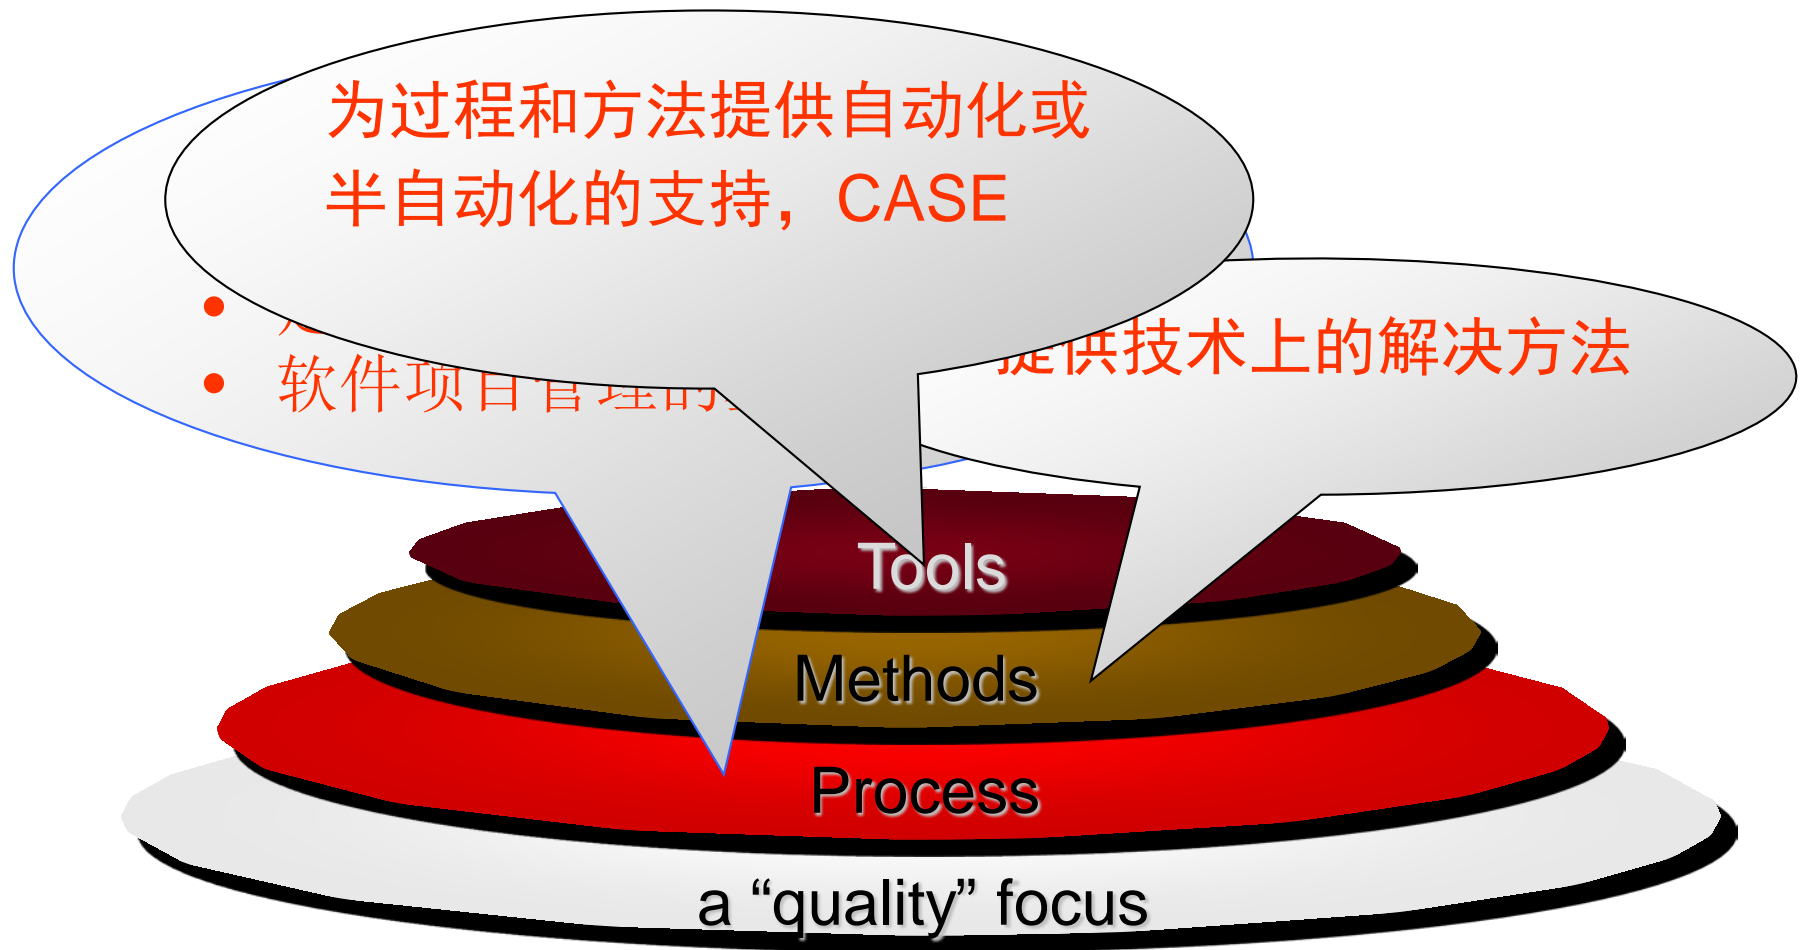 为过程和方法提供自动化或
半自动化的支持，CASE
提供技术上的解决方法
软件项目管理的
Tools
Methods
Process
a “quality” focus